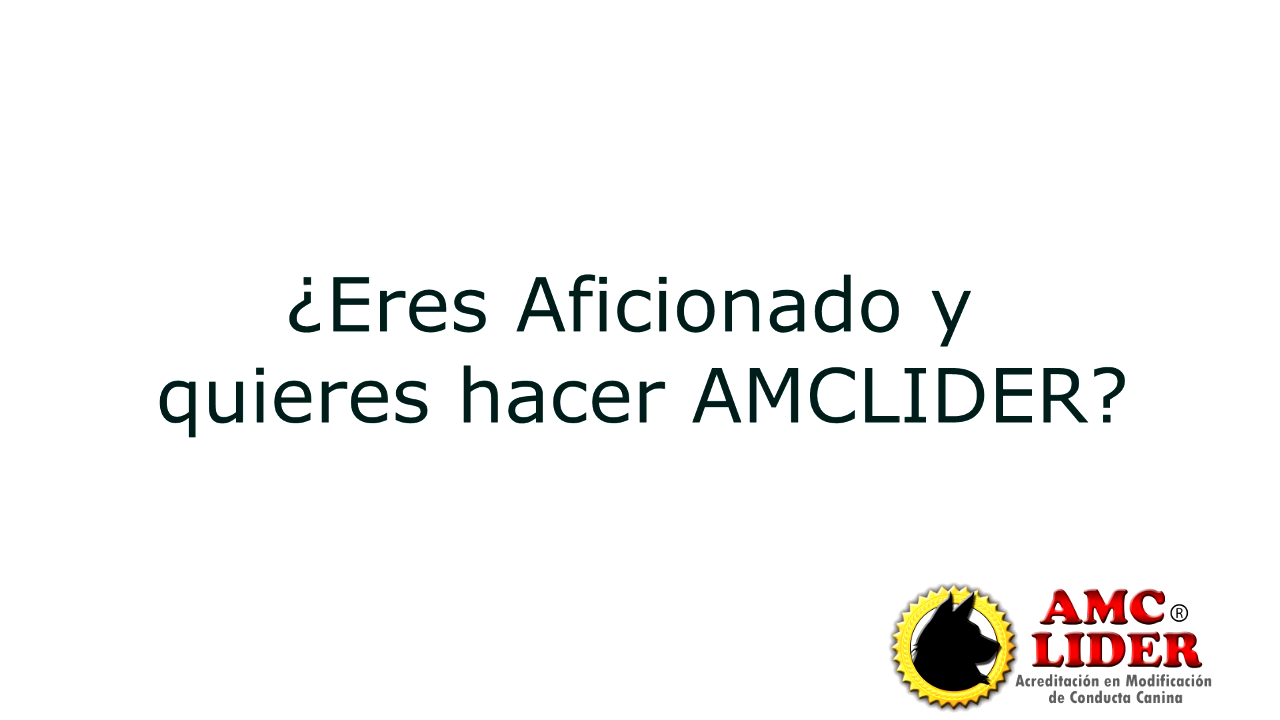 ¿Eres Aficionado y
quieres hacer AMCLIDER?
AMC ®
LIDER
Acreditación en Modificación
de Conducta Canina